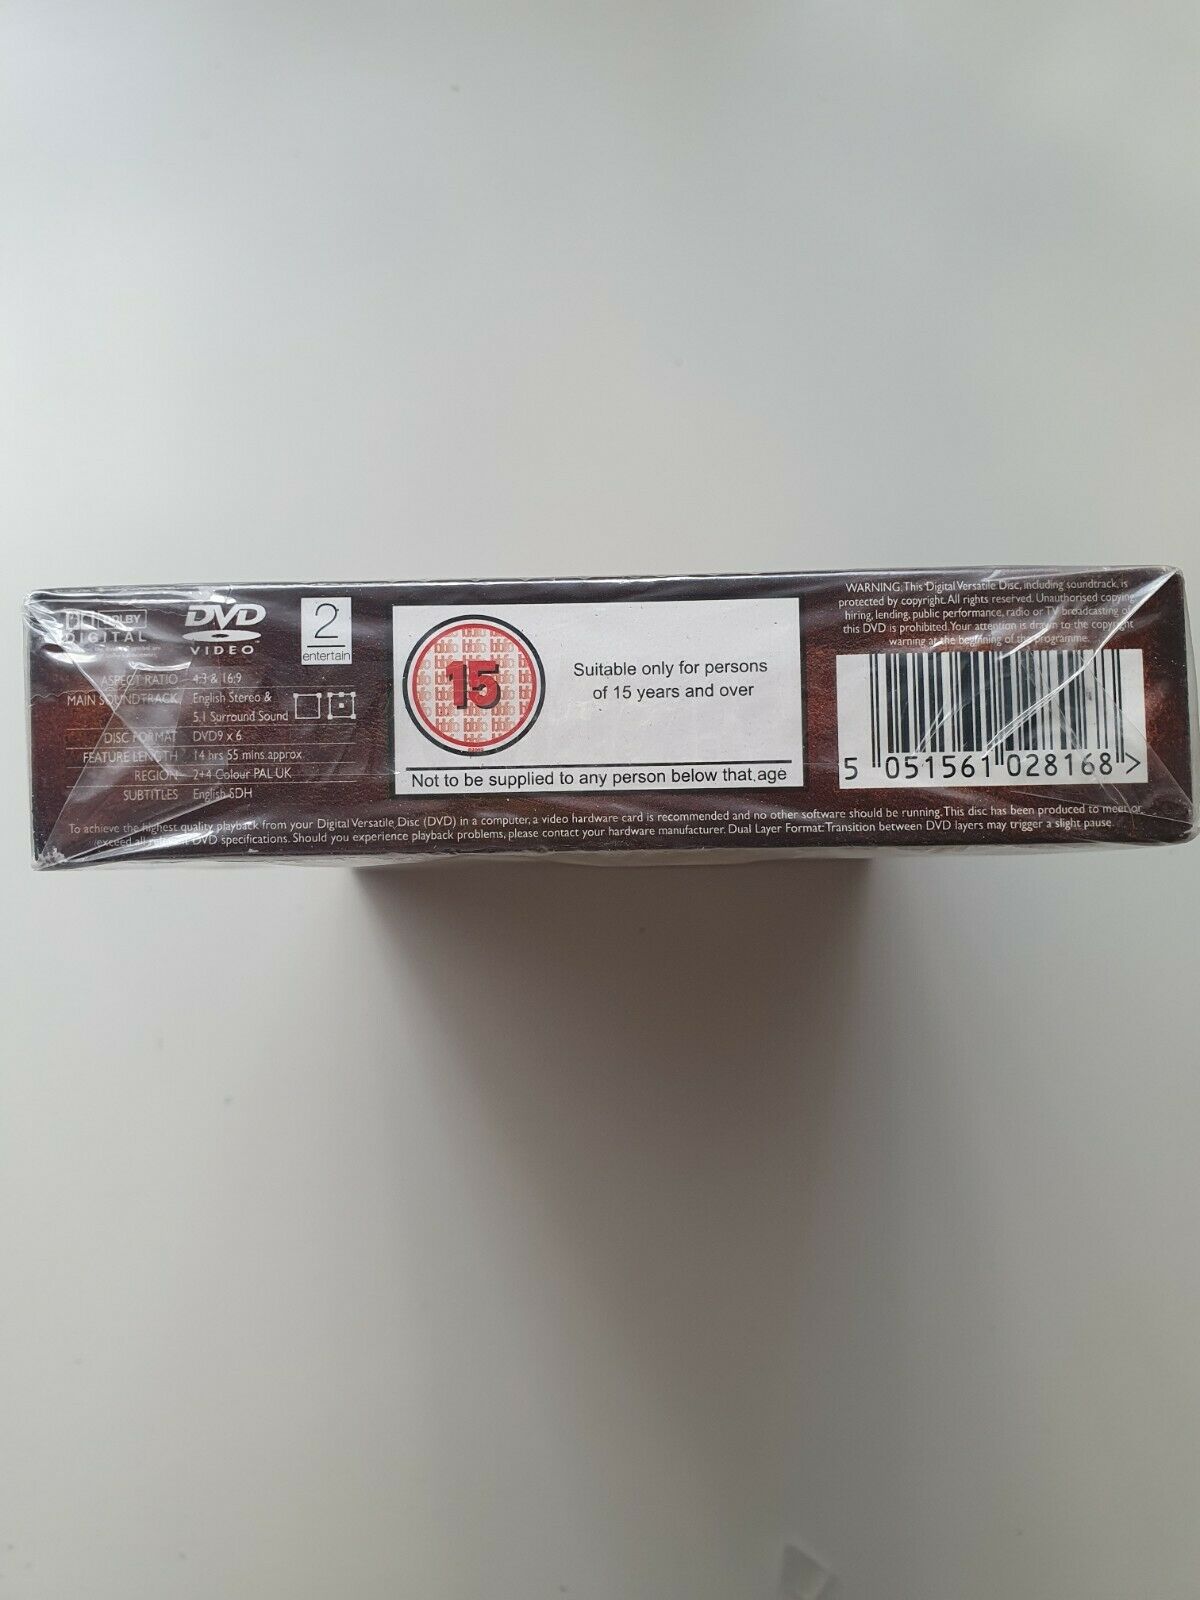 DOLBY
DIGITAL
DVD
VIDEO
2
entertain
ASPECT RATIO 4:3 & 16:9
MAIN SOUNDTRACK English Stereo &
5.1 Surround Sound
DISC FORMAT DVD9 x 6
FEATURE LENGTH 14 hrs 55 mins approx
REGION 2+4 Colour PAL UK
SUBTITLES English SDH
15
Suitable only for persons
of 15 years and over
Not to be supplied to any person below that age
WARNING: This Digital Versatile Disc, including soundtrack, is
protected by copyright. All rights reserved. Unauthorised copying
hiring, lending, public performance, radio or TV broadcasting of
this DVD is prohibited. Your attention is drawn to the copyright
warning at the beginning of the programme.
5 051561 028168 >
To achieve the highest quality playback from your Digital Versatile Disc (DVD) in a computer, a video hardware card is recommended and no other software should be running. This disc has been produced to meet or
exceed all DVD specifications. Should you experience playback problems, please contact your hardware manufacturer. Dual Layer Format: Transition between DVD layers may trigger a slight pause.